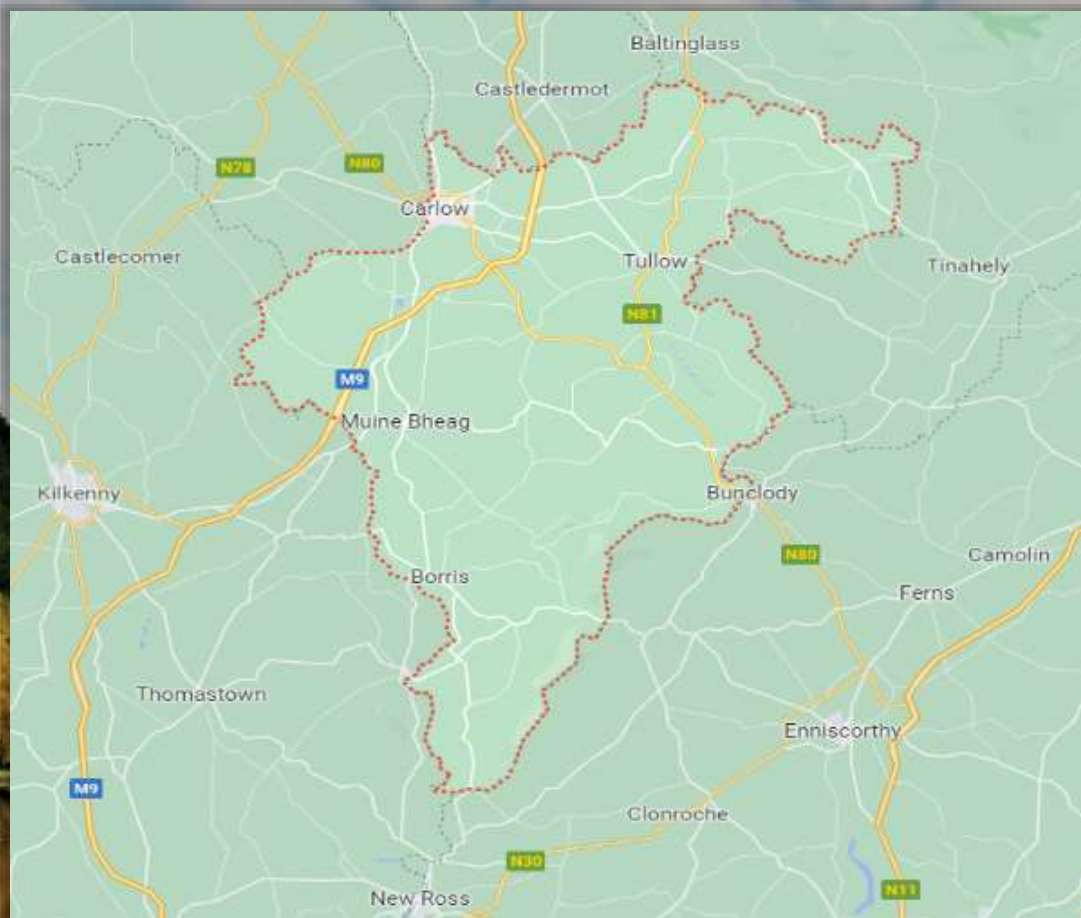 Baltinglass
Castledermot
N78
N80
Carlow
Castlecomer
Tullow
Tinahely
N81
M9
Muine Bheag
Kilkenny
Bunclody
N80
Camolin
Borris
Ferns
Thomastown
Enniscorthy
M9
Clonroche
N30
New Ross
N11